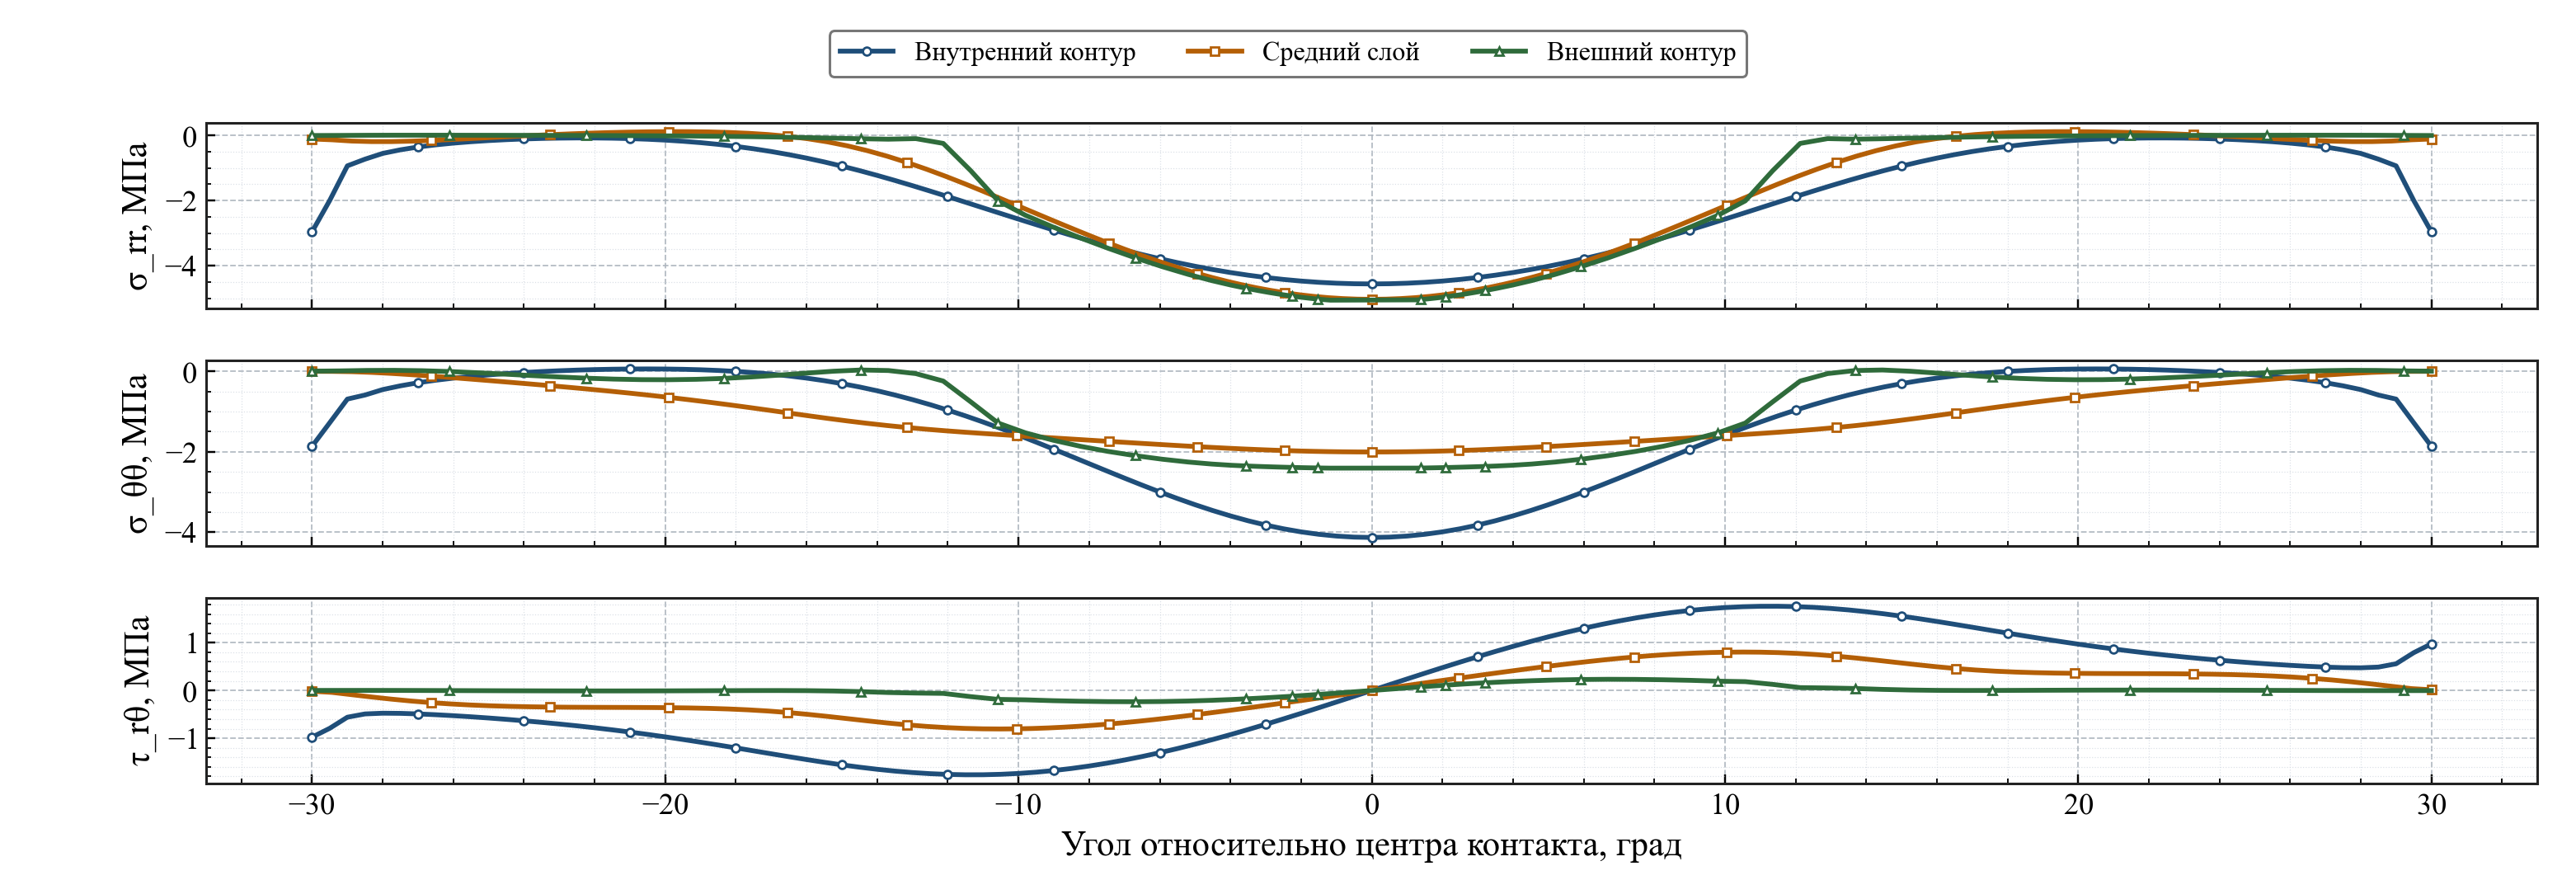 Внутренний контур Средний слой Внешний контур
σ_rr, МПа
0
−2
−4
σ_θθ, МПа
0
−2
−4
τ_rθ, МПа
1
0
−1
−30 −20 −10 0 10 20 30
Угол относительно центра контакта, град